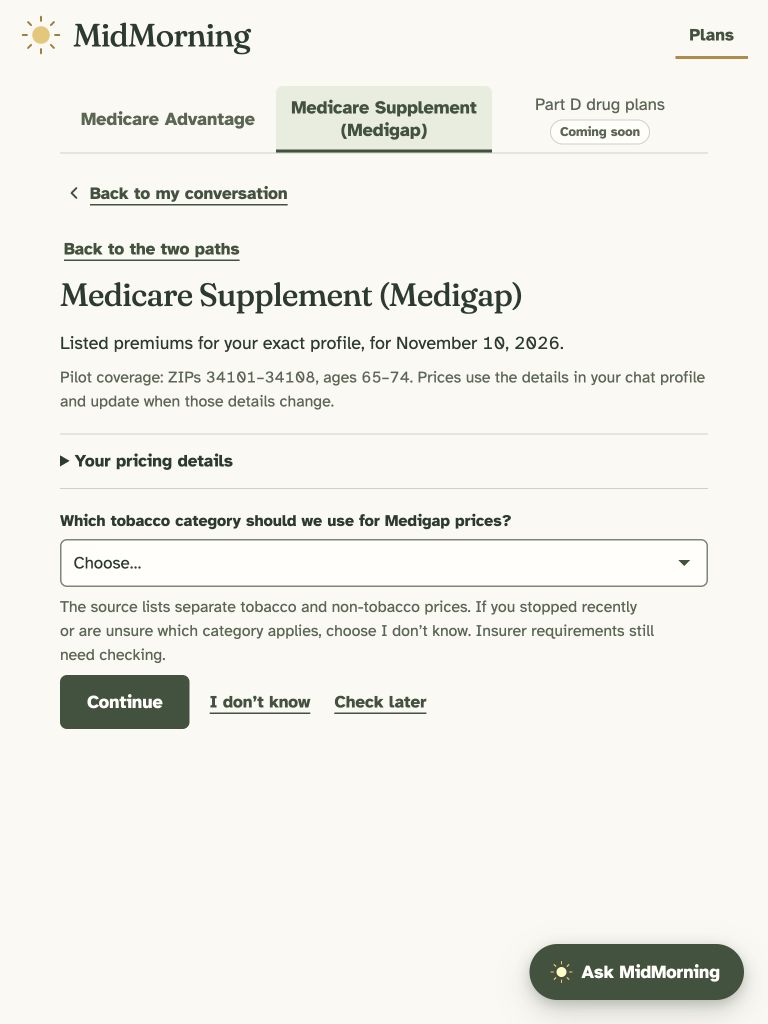 MidMorning
Plans
Medicare Advantage
Medicare Supplement
(Medigap)
Part D drug plans
Coming soon
Back to my conversation
Back to the two paths
Medicare Supplement (Medigap)
Listed premiums for your exact profile, for November 10, 2026.
Pilot coverage: ZIPs 34101–34108, ages 65–74. Prices use the details in your chat profile
and update when those details change.
Your pricing details
Which tobacco category should we use for Medigap prices?
Choose...
The source lists separate tobacco and non-tobacco prices. If you stopped recently
or are unsure which category applies, choose I don’t know. Insurer requirements still
need checking.
Continue
I don’t know
Check later
Ask MidMorning